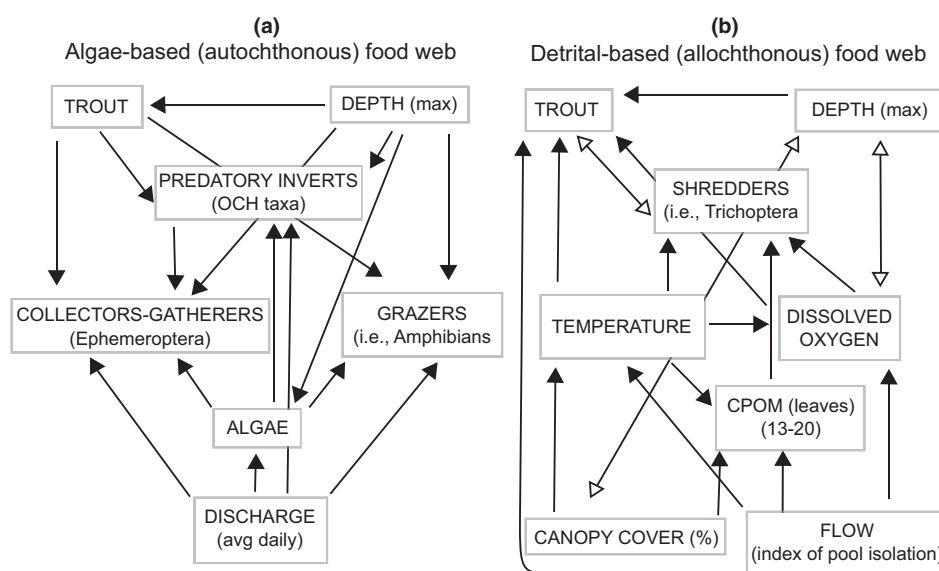 (a)
Algae-based (autochthonous) food web
TROUT
DEPTH (max)
PREDATORY INVERTS
(OCH taxa)
COLLECTORS-GATHERERS
(Ephemeroptera)
GRAZERS
(i.e., Amphibians
ALGAE
DISCHARGE
(avg daily)
(b)
Detrital-based (allochthonous) food web
TROUT
DEPTH (max)
SHREDDERS
(i.e., Trichoptera
TEMPERATURE
DISSOLVED
OXYGEN
CPOM (leaves)
(13-20)
CANOPY COVER (%)
FLOW
(index of pool isolation)